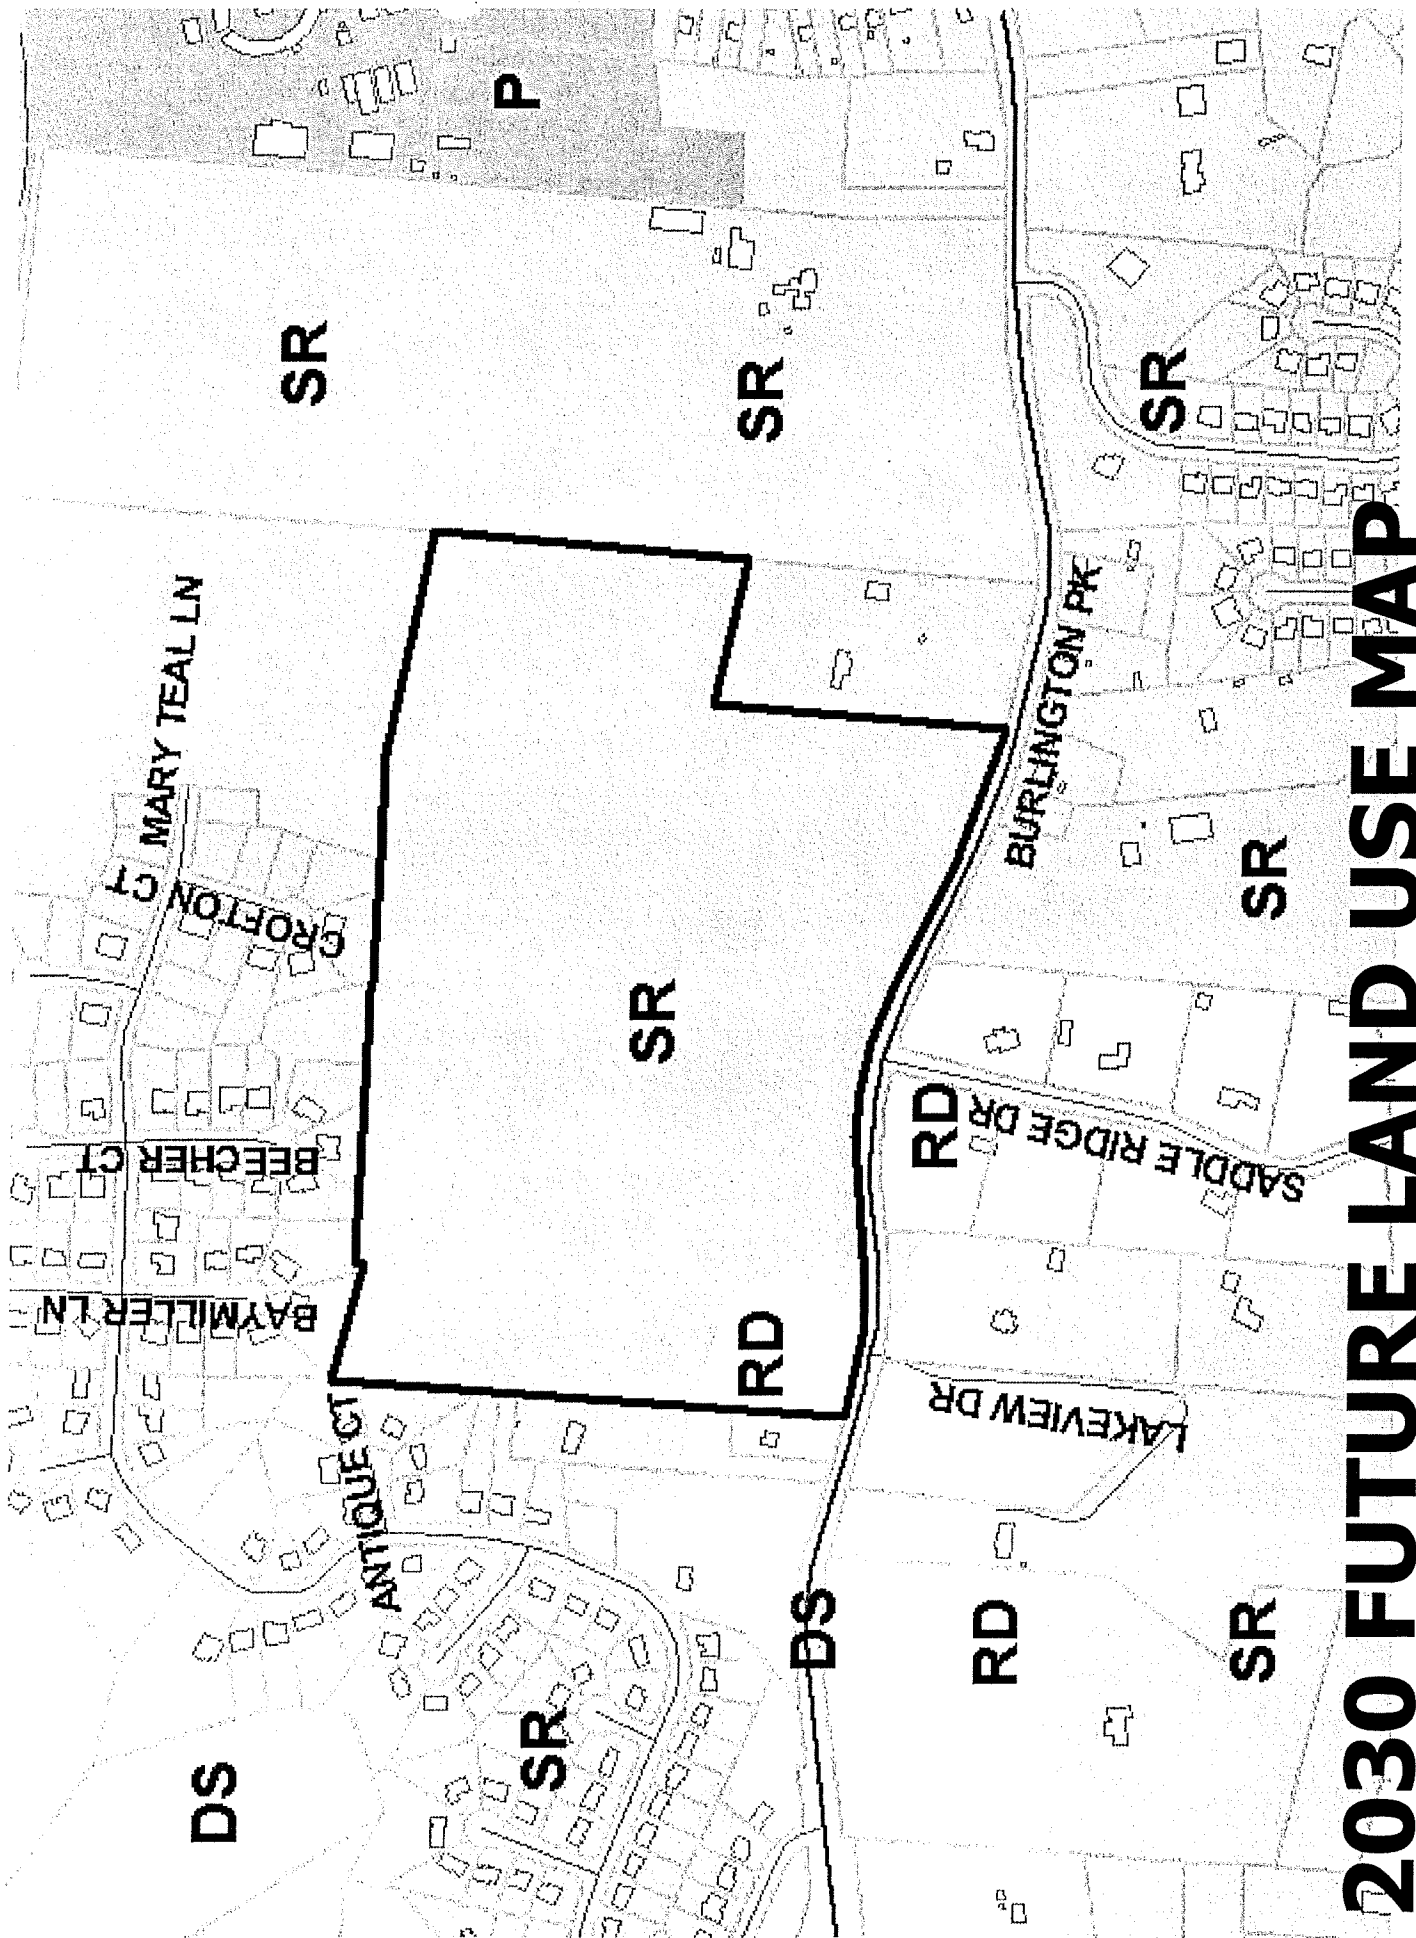 P
SR
SR
SR
MARY TEAL LN
CROFTON CT
BEECHER CT
BAYMILLER LN
ANTIQUE CT
SR
RD
BURLINGTON PK
SR
RD
SADDLE RIDGE DR
LAKEVIEW DR
DS
SR
DS
RD
SR
2030 FUTURE LAND USE MAP